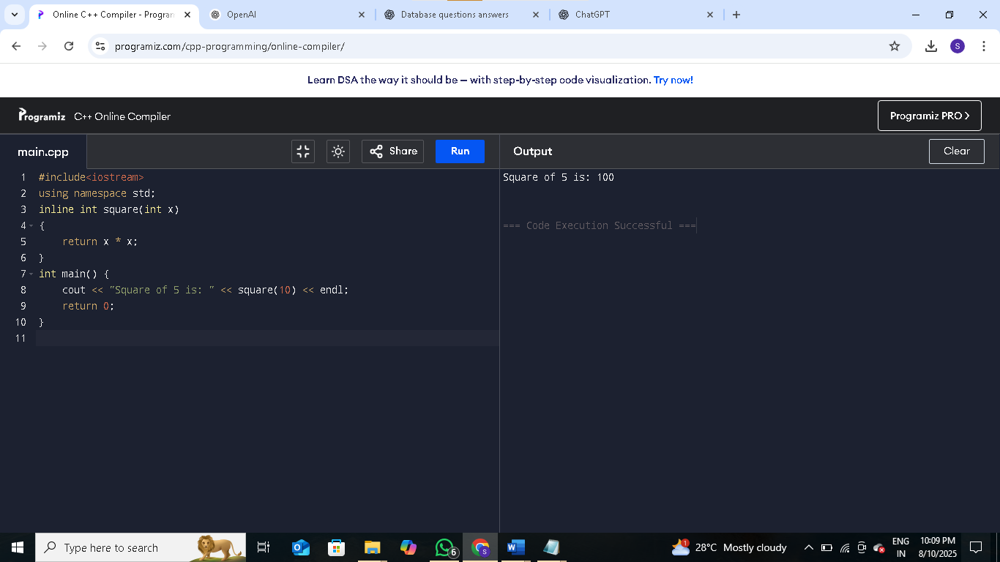 Online C++ Compiler - Program
OpenAI
Database questions answers
ChatGPT
programiz.com/cpp-programming/online-compiler/
S
Learn DSA the way it should be — with step-by-step code visualization. Try now!
Programiz C++ Online Compiler
Programiz PRO >
main.cpp
Share
Run
Output
Clear
1 #include<iostream>
2 using namespace std;
3 inline int square(int x)
4 {
5     return x * x;
6 }
7 int main() {
8     cout << "Square of 5 is: " << square(10) << endl;
9     return 0;
10 }
11
Square of 5 is: 100
=== Code Execution Successful ===
Type here to search
6
S
1
28°C Mostly cloudy
ENG
IN
10:09 PM
8/10/2025